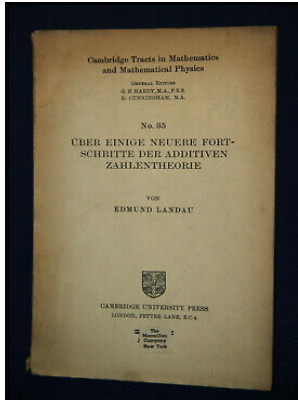 Cambridge Tracts in Mathematics
and Mathematical Physics
GENERAL EDITORS
G. H. HARDY, M.A., F.R.S.
E. CUNNINGHAM, M.A.
No. 35
ÜBER EINIGE NEUERE FORT-
SCHRITTE DER ADDITIVEN
ZAHLENTHEORIE
VON
EDMUND LANDAU
CAMBRIDGE UNIVERSITY PRESS
LONDON, FETTER LANE, E.C.4
The
Macmillan
Company
New York